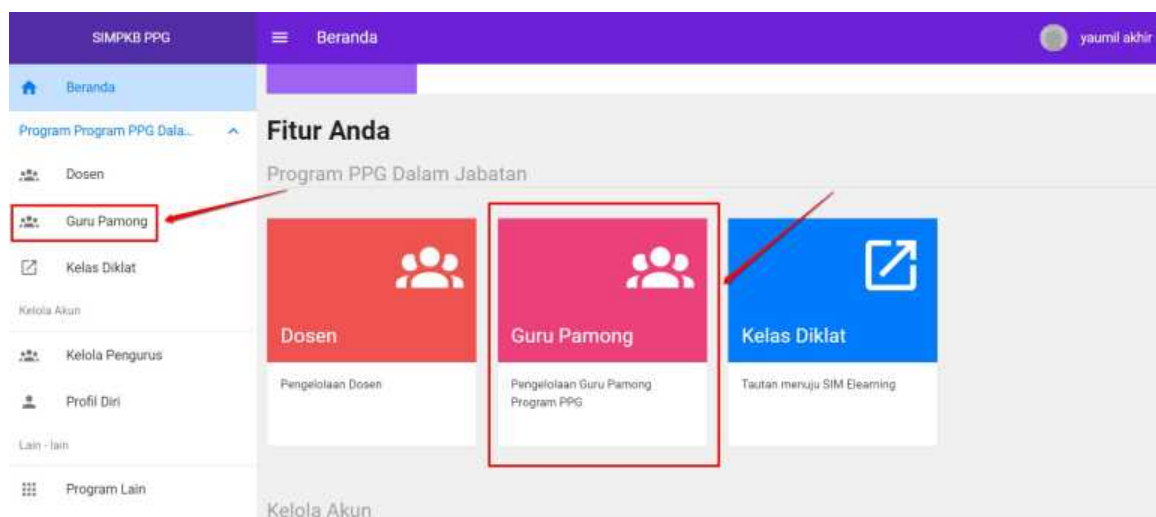 SIMPKB PPG
Beranda
yaumil akhir
Beranda
Program Program PPG Dala...
Dosen
Guru Pamong
Kelas Diklat
Kelola Akun
Kelola Pengurus
Profil Diri
Lain - lain
Program Lain
Fitur Anda
Program PPG Dalam Jabatan
Dosen
Pengelolaan Dosen
Guru Pamong
Pengelolaan Guru Pamong
Program PPG
Kelas Diklat
Tautan menuju SIM Elearning
Kelola Akun